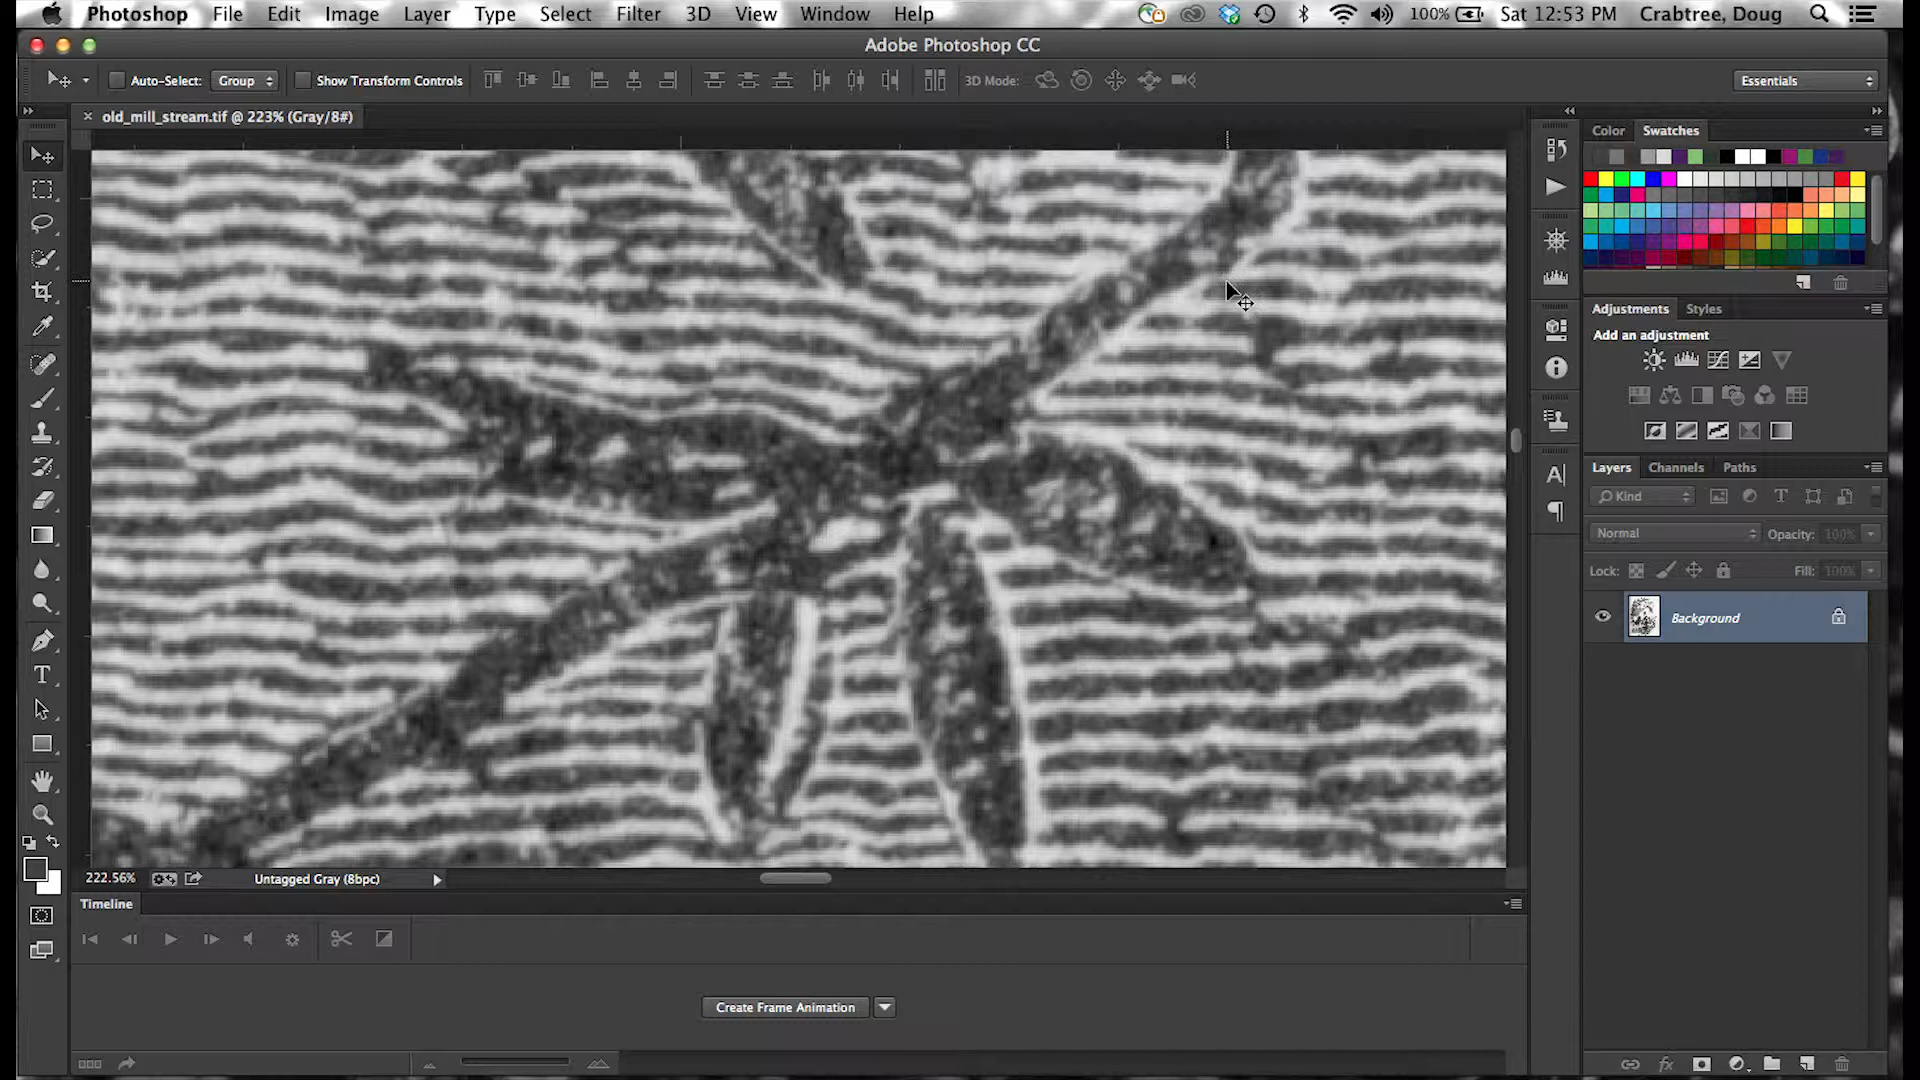 Photoshop File Edit Image Layer Type Select Filter 3D View Window Help 100% Sat 12:53 PM Crabtree, Doug
Adobe Photoshop CC
Auto-Select: Group Show Transform Controls 3D Mode: Essentials
× old_mill_stream.tif @ 223% (Gray/8#)
Color Swatches
Adjustments Styles
Add an adjustment
Layers Channels Paths
Kind
Normal Opacity: 100%
Lock: Fill: 100%
Background
222.56% Untagged Gray (8bpc)
Timeline
Create Frame Animation